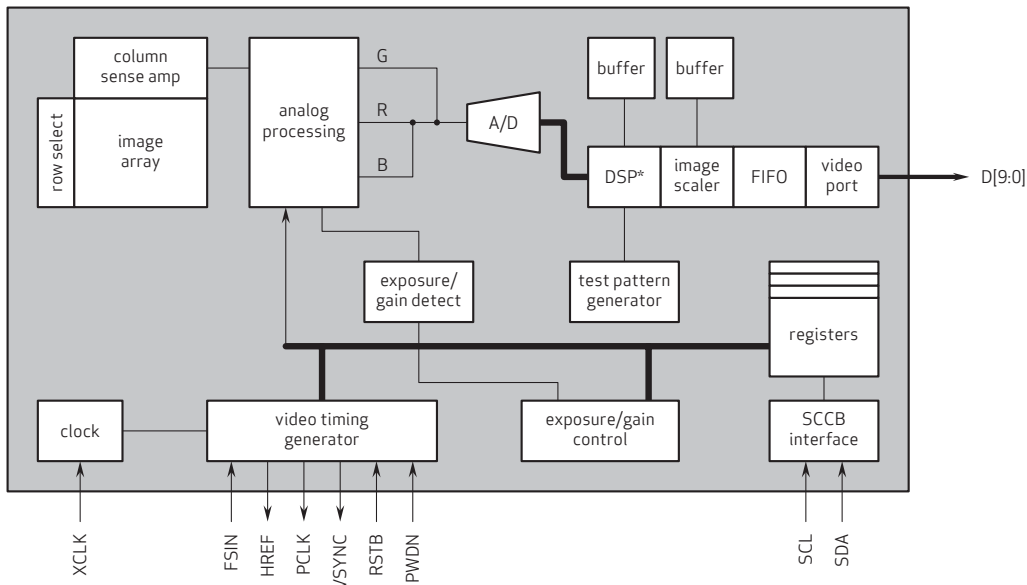 column
sense amp
row select
image
array
analog
processing
G
R
B
A/D
buffer
buffer
DSP*
image
scaler
FIFO
video
port
D[9:0]
exposure/
gain detect
test pattern
generator
registers
clock
video timing
generator
exposure/gain
control
SCCB
interface
XCLK
FSIN
HREF
PCLK
VSYNC
RSTB
PWDN
SCL
SDA